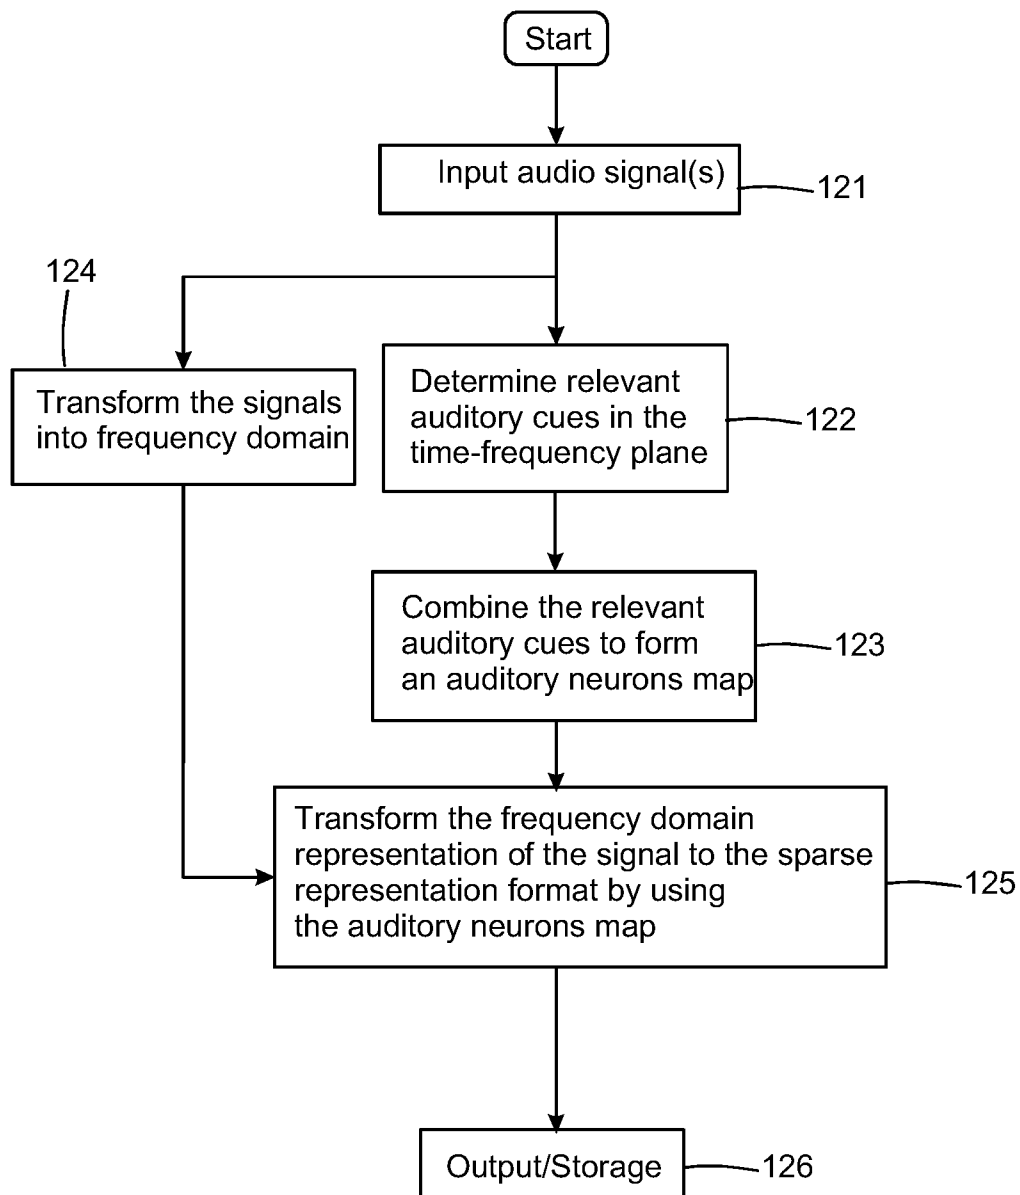 Start
Input audio signal(s)
121
124
Transform the signals
into frequency domain
Determine relevant
auditory cues in the
time-frequency plane
122
Combine the relevant
auditory cues to form
an auditory neurons map
123
Transform the frequency domain
representation of the signal to the sparse
representation format by using
the auditory neurons map
125
Output/Storage
126